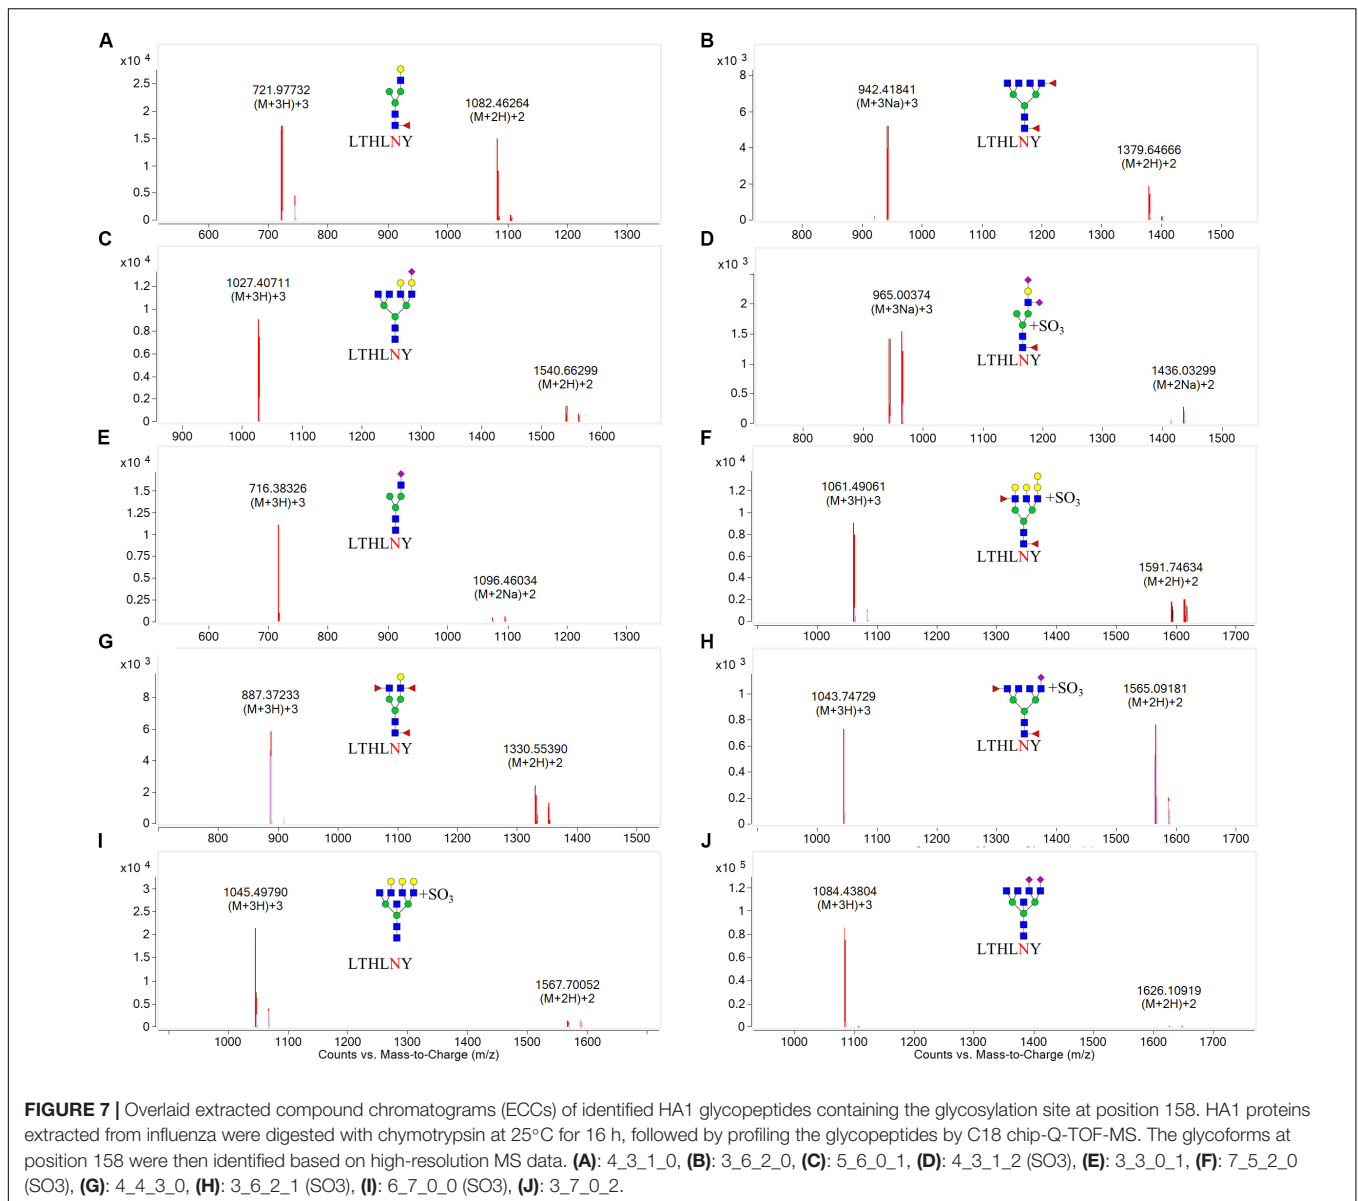 A
x10 4
2.5
2
1.5
1
0.5
0
721.97732
(M+3H)+3
1082.46264
(M+2H)+2
LTHLNY
600 700 800 900 1000 1100 1200 1300
B
x10 3
8
6
4
2
0
942.41841
(M+3Na)+3
1379.64666
(M+2H)+2
LTHLNY
800 900 1000 1100 1200 1300 1400 1500
C
x10 4
1.2
1
0.8
0.6
0.4
0.2
0
1027.40711
(M+3H)+3
1540.66299
(M+2H)+2
LTHLNY
900 1000 1100 1200 1300 1400 1500 1600
D
x10 3
2
1.5
1
0.5
0
965.00374
(M+3Na)+3
+SO3
1436.03299
(M+2Na)+2
LTHLNY
800 900 1000 1100 1200 1300 1400 1500
E
x10 4
1.5
1.25
1
0.75
0.5
0.25
0
716.38326
(M+3H)+3
1096.46034
(M+2Na)+2
LTHLNY
600 700 800 900 1000 1100 1200 1300
F
x10 4
1.2
1
0.8
0.6
0.4
0.2
0
1061.49061
(M+3H)+3
+SO3
1591.74634
(M+2H)+2
LTHLNY
1000 1100 1200 1300 1400 1500 1600 1700
G
x10 3
8
6
4
2
0
887.37233
(M+3H)+3
1330.55390
(M+2H)+2
LTHLNY
800 900 1000 1100 1200 1300 1400 1500
H
x10 3
1
0.8
0.6
0.4
0.2
0
1043.74729
(M+3H)+3
+SO3
1565.09181
(M+2H)+2
LTHLNY
1000 1100 1200 1300 1400 1500 1600 1700
I
x10 4
3
2.5
2
1.5
1
0.5
0
1045.49790
(M+3H)+3
+SO3
1567.70052
(M+2H)+2
LTHLNY
1000 1100 1200 1300 1400 1500 1600
Counts vs. Mass-to-Charge (m/z)
J
x10 5
1.2
1
0.8
0.6
0.4
0.2
0
1084.43804
(M+3H)+3
1626.10919
(M+2H)+2
LTHLNY
1000 1100 1200 1300 1400 1500 1600 1700
Counts vs. Mass-to-Charge (m/z)
FIGURE 7 | Overlaid extracted compound chromatograms (ECCs) of identified HA1 glycopeptides containing the glycosylation site at position 158. HA1 proteins
extracted from influenza were digested with chymotrypsin at 25°C for 16 h, followed by profiling the glycopeptides by C18 chip-Q-TOF-MS. The glycoforms at
position 158 were then identified based on high-resolution MS data. (A): 4_3_1_0, (B): 3_6_2_0, (C): 5_6_0_1, (D): 4_3_1_2 (SO3), (E): 3_3_0_1, (F): 7_5_2_0
(SO3), (G): 4_4_3_0, (H): 3_6_2_1 (SO3), (I): 6_7_0_0 (SO3), (J): 3_7_0_2.